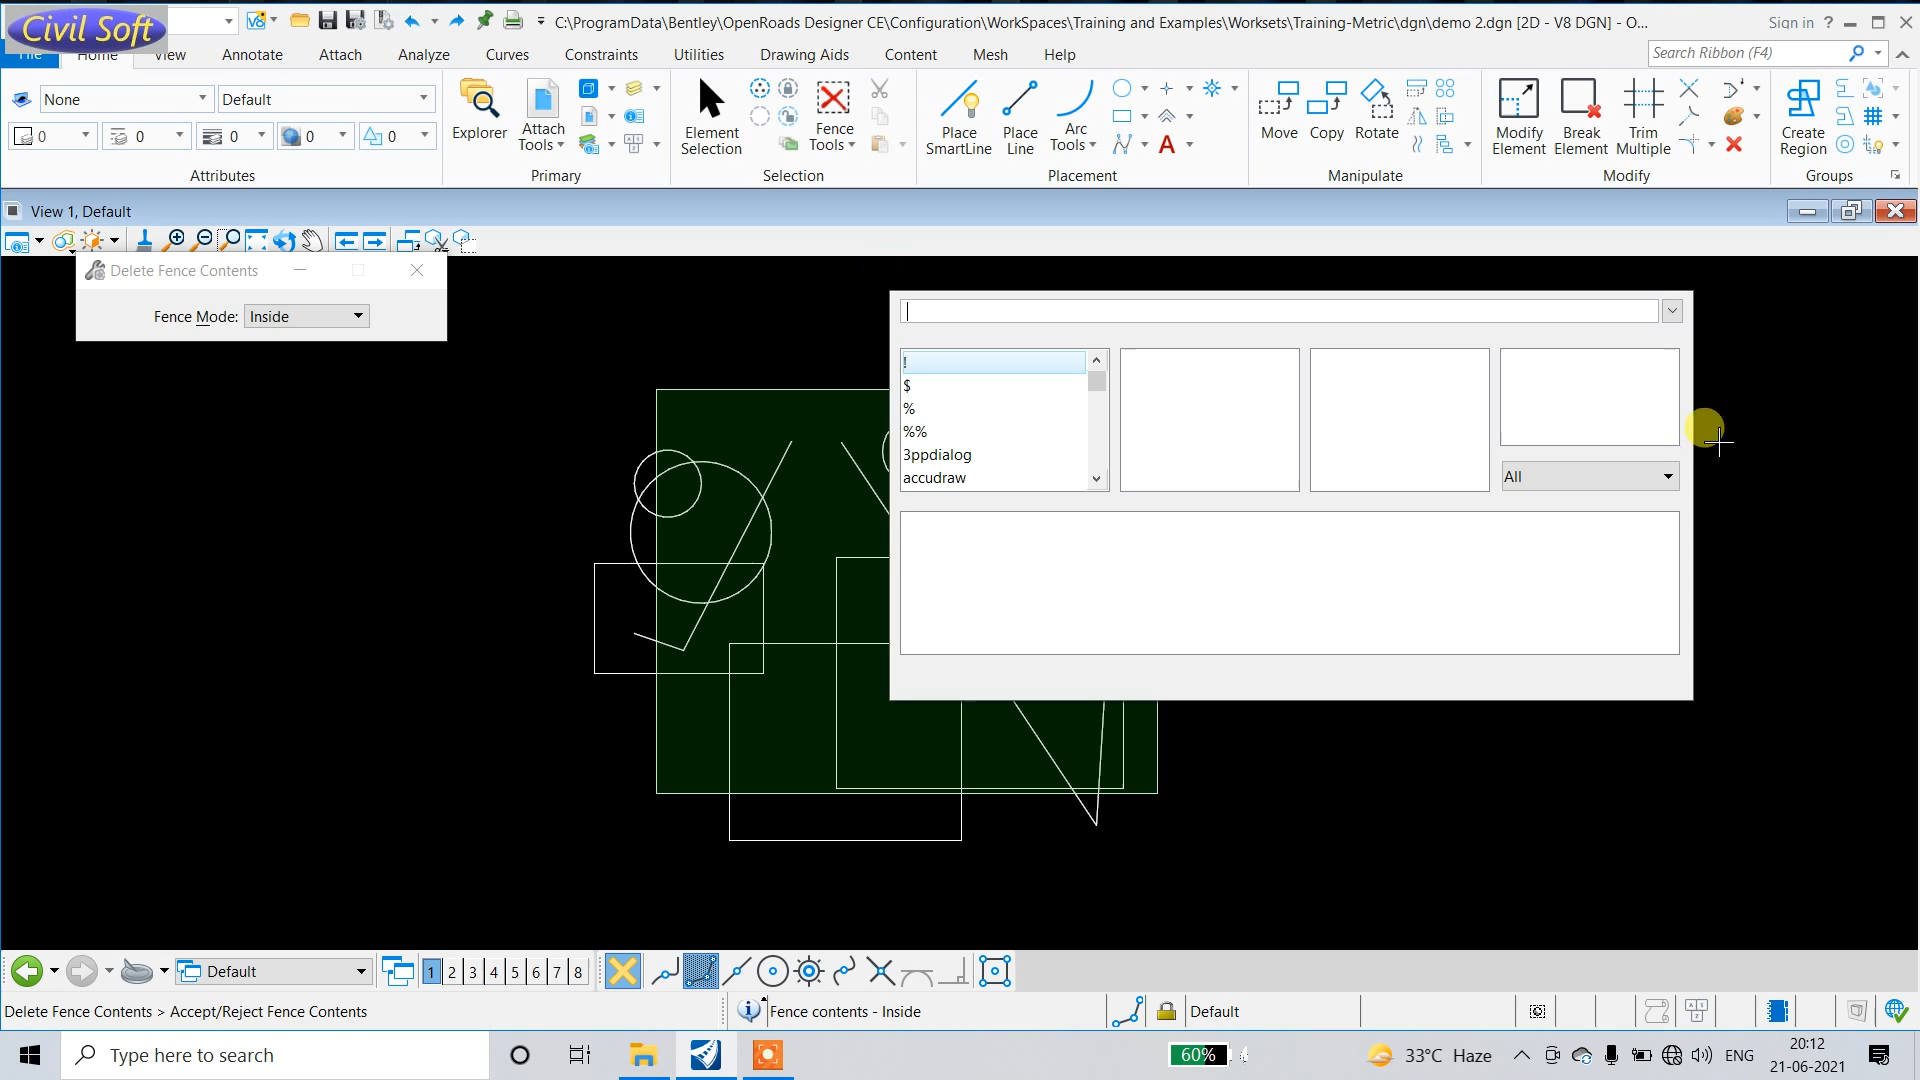 Civil Soft
C:\ProgramData\Bentley\OpenRoads Designer CE\Configuration\WorkSpaces\Training and Examples\Worksets\Training-Metric\dgn\demo 2.dgn [2D - V8 DGN] - O...
Sign in ?
File Home View Annotate Attach Analyze Curves Constraints Utilities Drawing Aids Content Mesh Help
Search Ribbon (F4)
None
Default
0 0 0 0 0
Attributes
Explorer
Attach Tools
Primary
Element Selection
Fence Tools
Selection
Place SmartLine
Place Line
Arc Tools
Placement
Move
Copy
Rotate
Manipulate
Modify Element
Break Element
Trim Multiple
Modify
Create Region
Groups
View 1, Default
Delete Fence Contents
Fence Mode: Inside
!
$
%
%%
3ppdialog
accudraw
All
Default
1 2 3 4 5 6 7 8
Delete Fence Contents > Accept/Reject Fence Contents
Fence contents - Inside
Default
Type here to search
60%
33°C Haze
ENG
20:12
21-06-2021